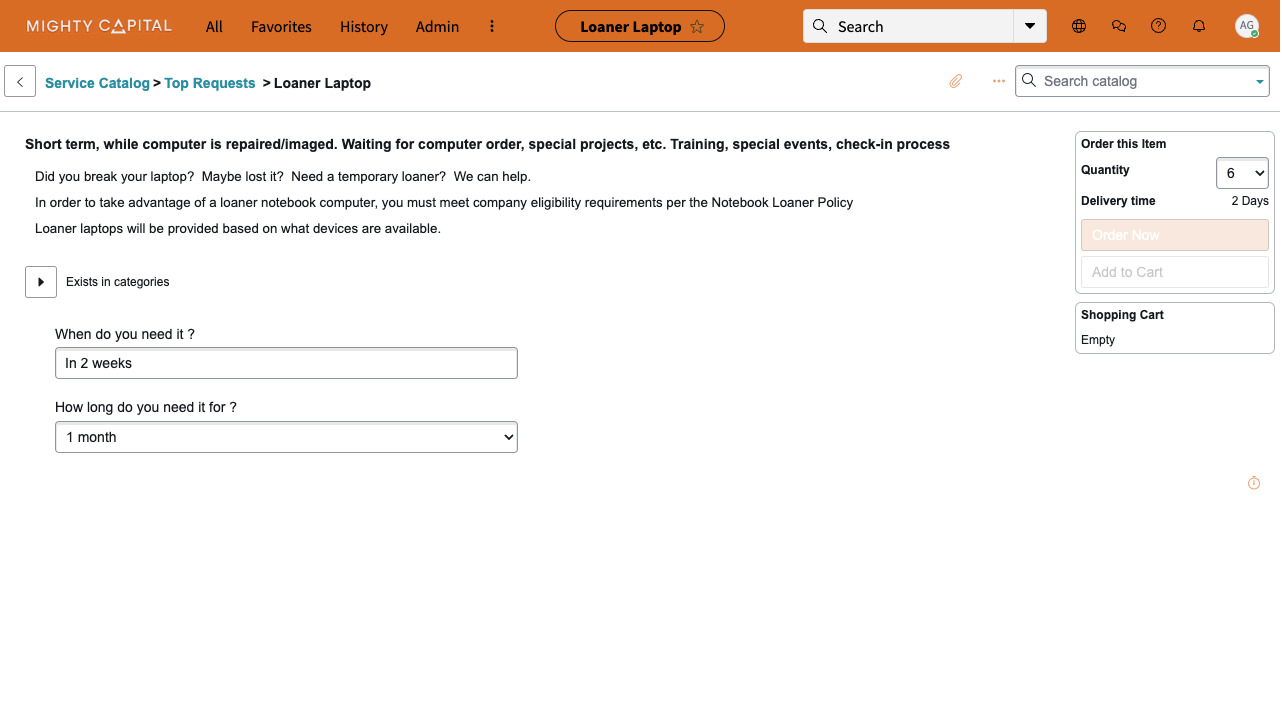 MIGHTY CAPITAL All Favorites History Admin Loaner Laptop Search AG
Service Catalog > Top Requests > Loaner Laptop Search catalog
Short term, while computer is repaired/imaged. Waiting for computer order, special projects, etc. Training, special events, check-in process
Did you break your laptop? Maybe lost it? Need a temporary loaner? We can help.
In order to take advantage of a loaner notebook computer, you must meet company eligibility requirements per the Notebook Loaner Policy
Loaner laptops will be provided based on what devices are available.
Exists in categories
When do you need it ?
In 2 weeks
How long do you need it for ?
1 month
Order this Item
Quantity 6
Delivery time 2 Days
Order Now
Add to Cart
Shopping Cart
Empty